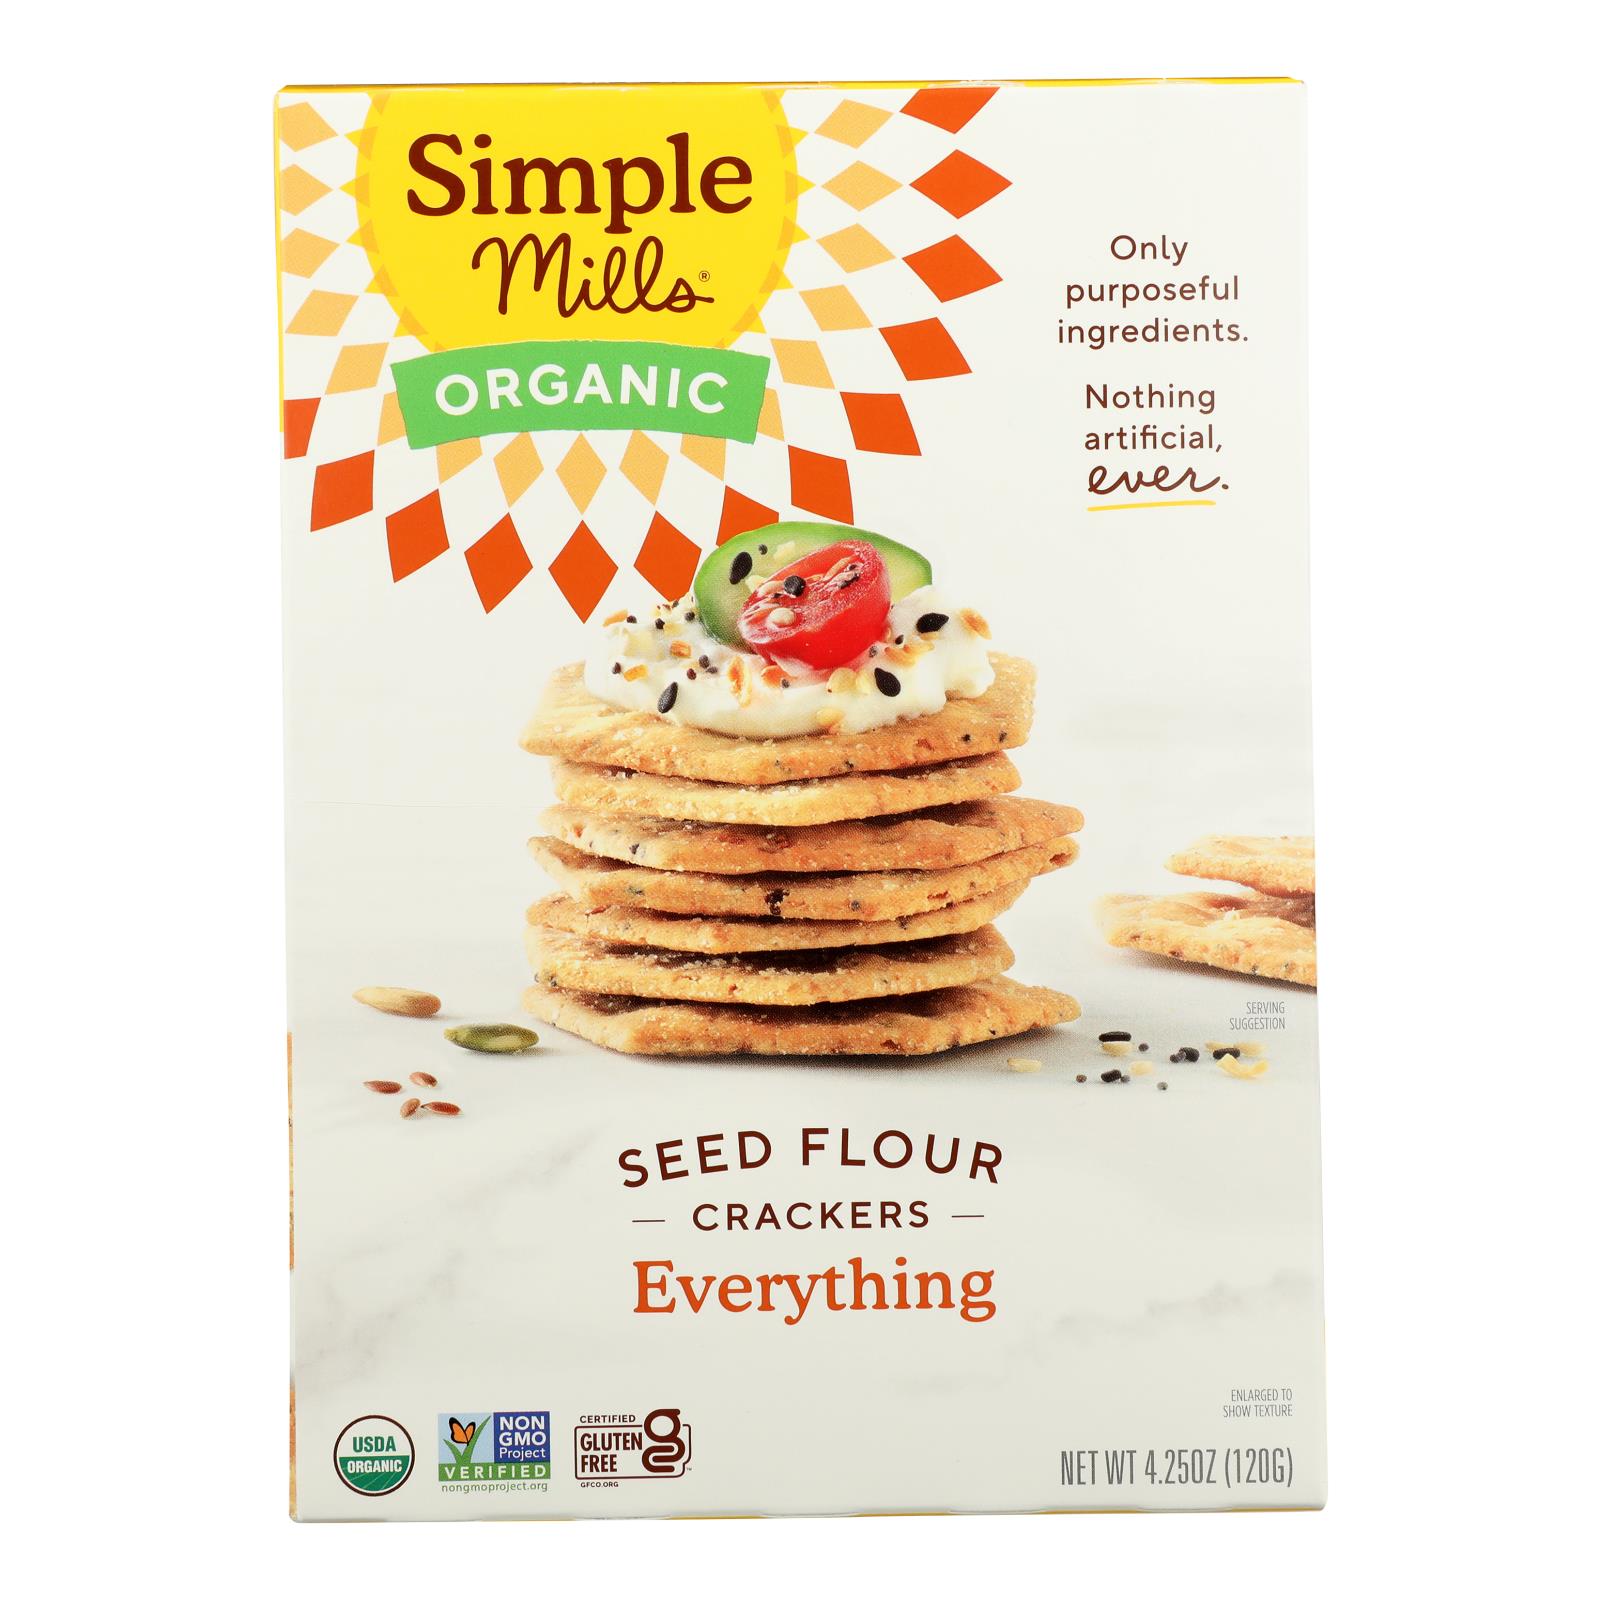 Simple
Mills®
ORGANIC
Only
purposeful
ingredients.
Nothing
artificial,
ever.
SERVING
SUGGESTION
SEED FLOUR
— CRACKERS —
Everything
ENLARGED TO
SHOW TEXTURE
USDA
ORGANIC
NON
GMO
Project
VERIFIED
nongmoproject.org
CERTIFIED
GLUTEN
FREE
GFCO.ORG
NET WT 4.25OZ (120G)